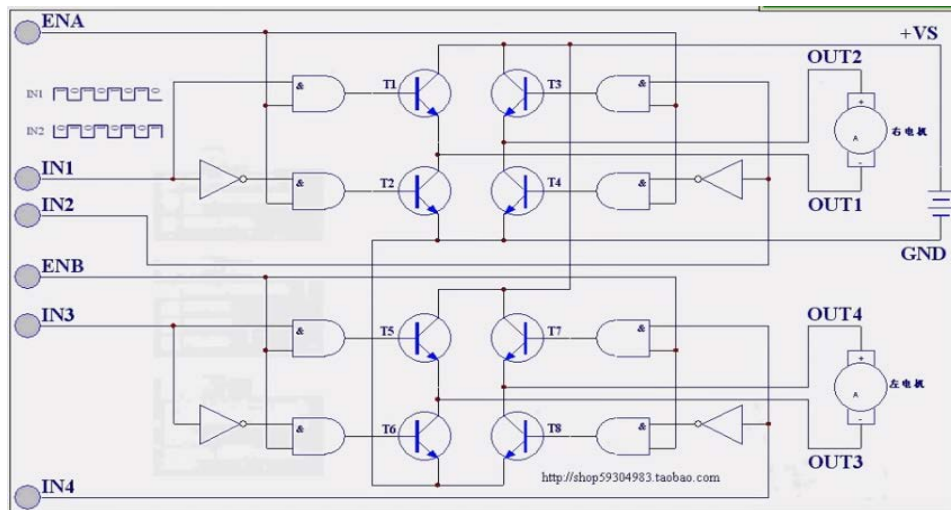 ENA
+VS
OUT2
&
T1
T3
&
IN1
+
A
右电机
-
IN2
IN1
&
T2
T4
&
IN2
OUT1
GND
ENB
IN3
OUT4
&
T5
T7
&
+
A
左电机
-
&
T6
T8
&
OUT3
http://shop59304983.taobao.com
IN4